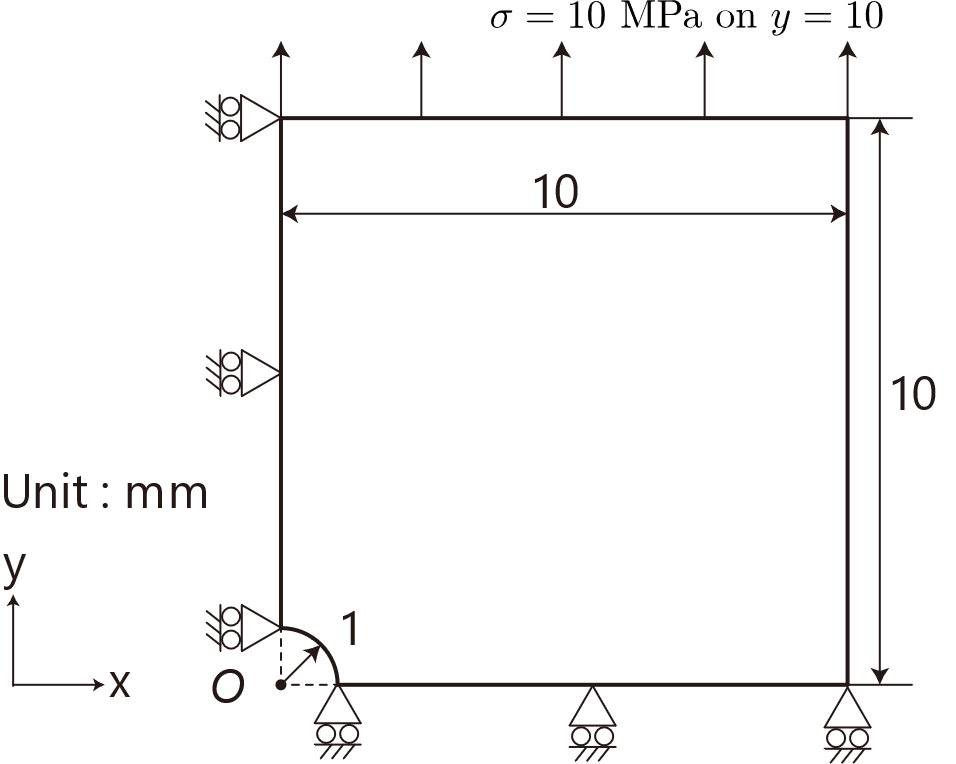 σ = 10 MPa on y = 10
10
10
Unit : mm
y
1
O
x